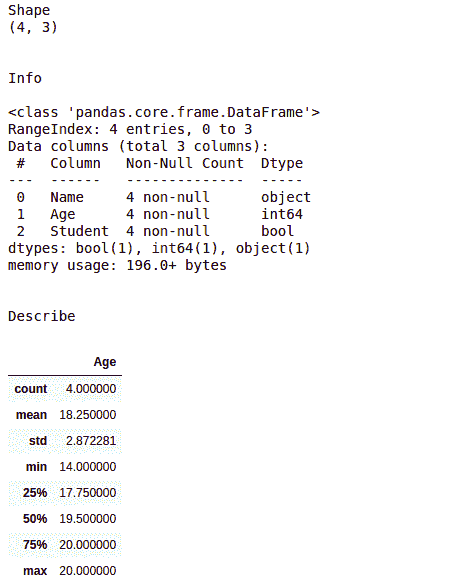 Shape
(4, 3)
Info
<class 'pandas.core.frame.DataFrame'>
RangeIndex: 4 entries, 0 to 3
Data columns (total 3 columns):
 #   Column   Non-Null Count  Dtype
---  ------   --------------  -----
 0   Name     4 non-null      object
 1   Age      4 non-null      int64
 2   Student  4 non-null      bool
dtypes: bool(1), int64(1), object(1)
memory usage: 196.0+ bytes
Describe
Age
count 4.000000
mean 18.250000
std 2.872281
min 14.000000
25% 17.750000
50% 19.500000
75% 20.000000
max 20.000000